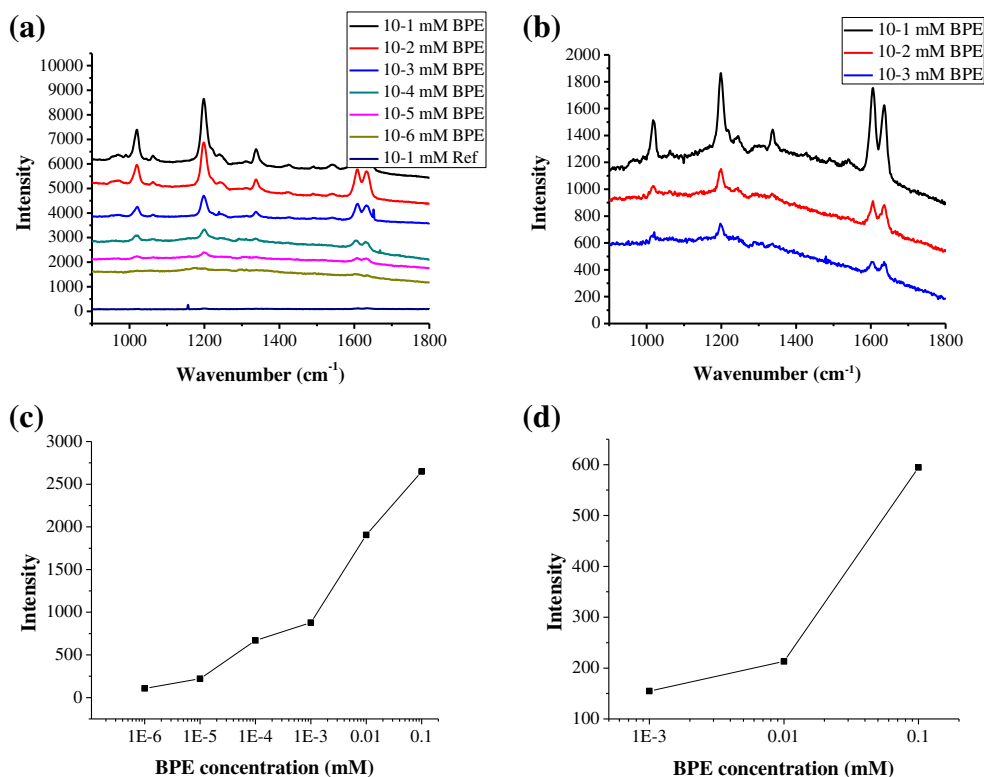 (a)
10-1 mM BPE
10-2 mM BPE
10-3 mM BPE
10-4 mM BPE
10-5 mM BPE
10-6 mM BPE
10-1 mM Ref
Intensity
10000
9000
8000
7000
6000
5000
4000
3000
2000
1000
0
1000 1200 1400 1600 1800
Wavenumber (cm-1)
(b)
10-1 mM BPE
10-2 mM BPE
10-3 mM BPE
Intensity
2000
1800
1600
1400
1200
1000
800
600
400
200
0
1000 1200 1400 1600 1800
Wavenumber (cm-1)
(c)
Intensity
3000
2500
2000
1500
1000
500
0
1E-6 1E-5 1E-4 1E-3 0.01 0.1
BPE concentration (mM)
(d)
Intensity
600
500
400
300
200
100
1E-3 0.01 0.1
BPE concentration (mM)